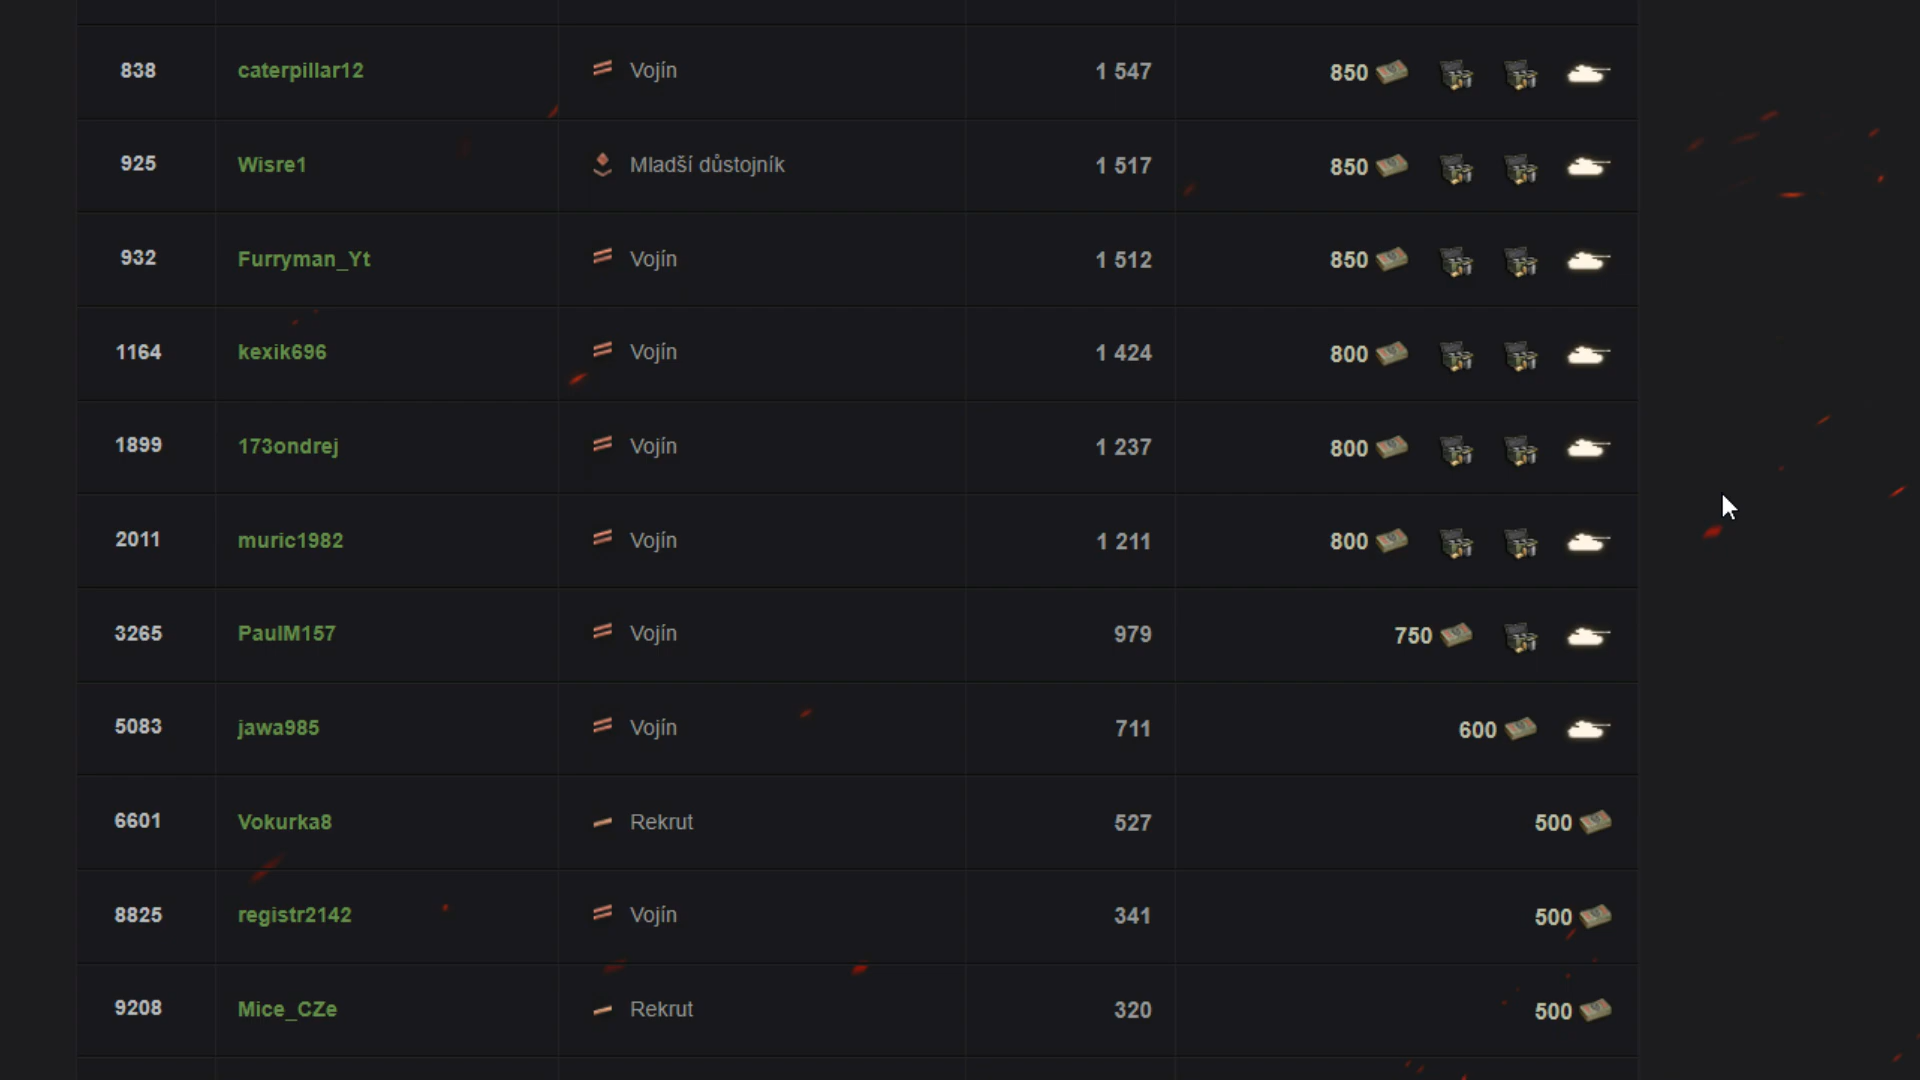 838 caterpillar12 Vojín 1 547 850
925 Wisre1 Mladší důstojník 1 517 850
932 Furryman_Yt Vojín 1 512 850
1164 kexik696 Vojín 1 424 800
1899 173ondrej Vojín 1 237 800
2011 muric1982 Vojín 1 211 800
3265 PaulM157 Vojín 979 750
5083 jawa985 Vojín 711 600
6601 Vokurka8 Rekrut 527 500
8825 registr2142 Vojín 341 500
9208 Mice_CZe Rekrut 320 500